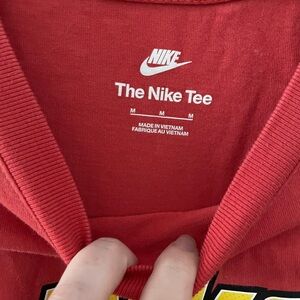 NIKE
The Nike Tee
M M M
MADE IN VIETNAM
FABRIQUÉ AU VIETNAM